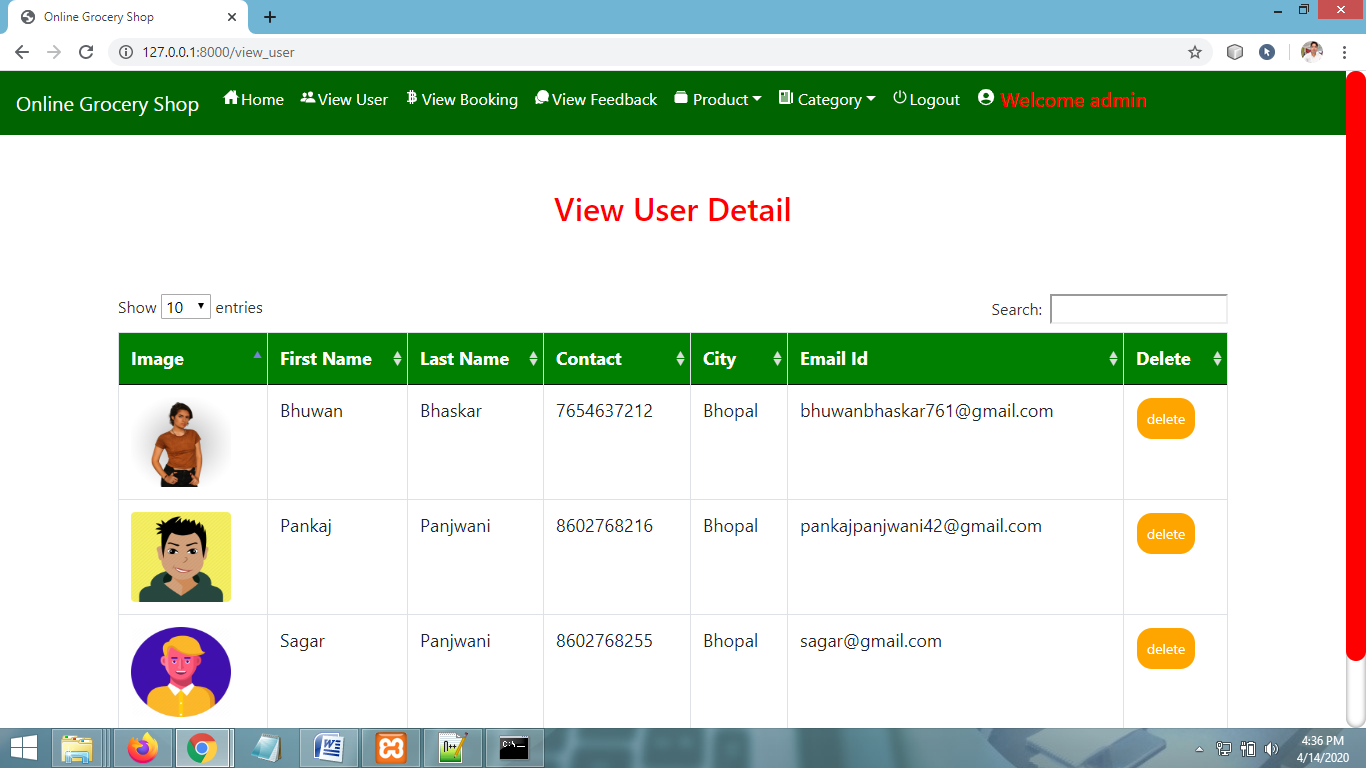 Online Grocery Shop
127.0.0.1:8000/view_user
Online Grocery Shop Home View User View Booking View Feedback Product Category Logout Welcome admin
View User Detail
Show 10 entries Search:
Image First Name Last Name Contact City Email Id Delete
Bhuwan Bhaskar 7654637212 Bhopal bhuwanbhaskar761@gmail.com delete
Pankaj Panjwani 8602768216 Bhopal pankajpanjwani42@gmail.com delete
Sagar Panjwani 8602768255 Bhopal sagar@gmail.com delete
4:36 PM
4/14/2020